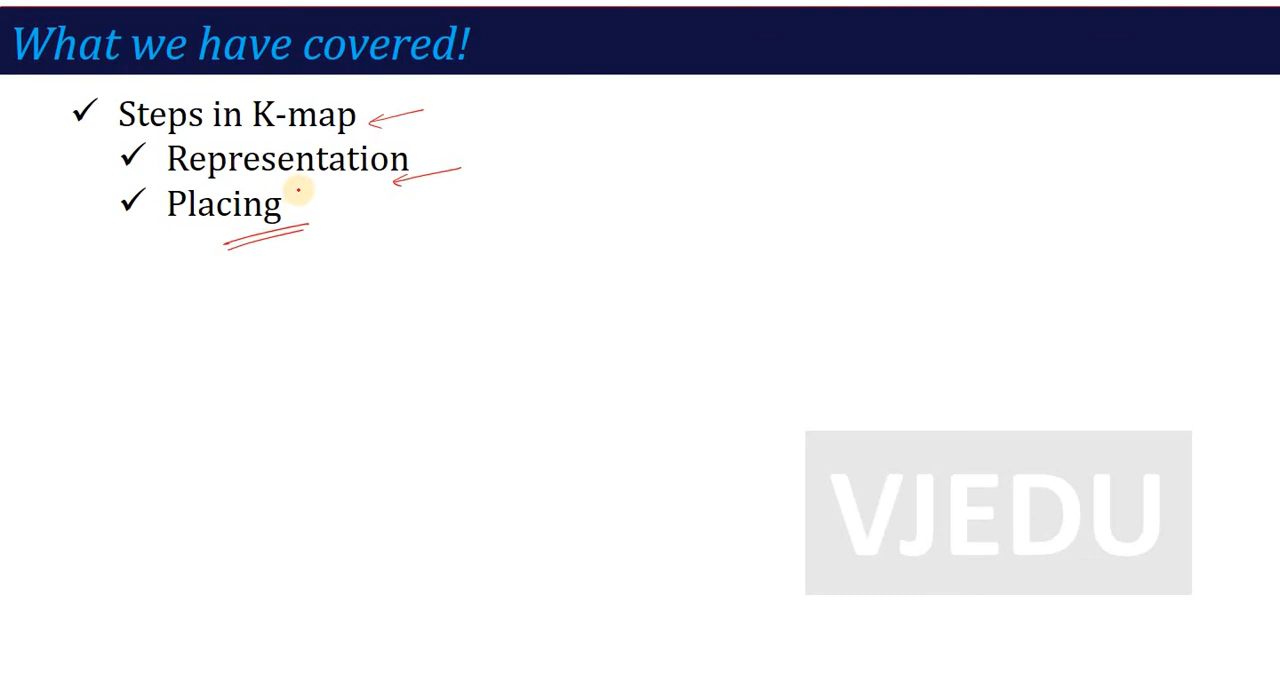 What we have covered!
✓ Steps in K-map
✓ Representation
✓ Placing
VJEDU